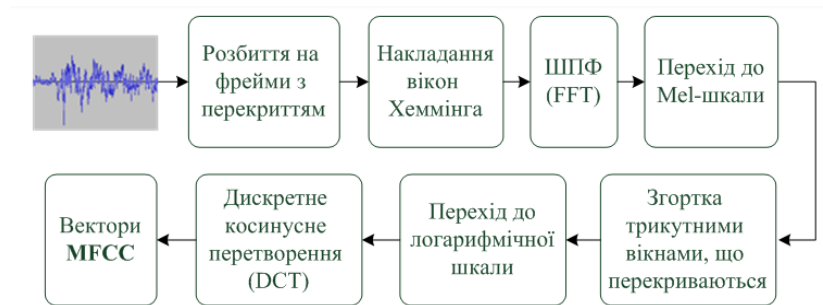 Розбиття на
фрейми з
перекриттям
Накладання
вікон
Хеммінга
ШПФ
(FFT)
Перехід до
Mel-шкали
Згортка
трикутними
вікнами, що
перекриваються
Перехід до
логарифмічної
шкали
Дискретне
косинусне
перетворення
(DCT)
Вектори
MFCC